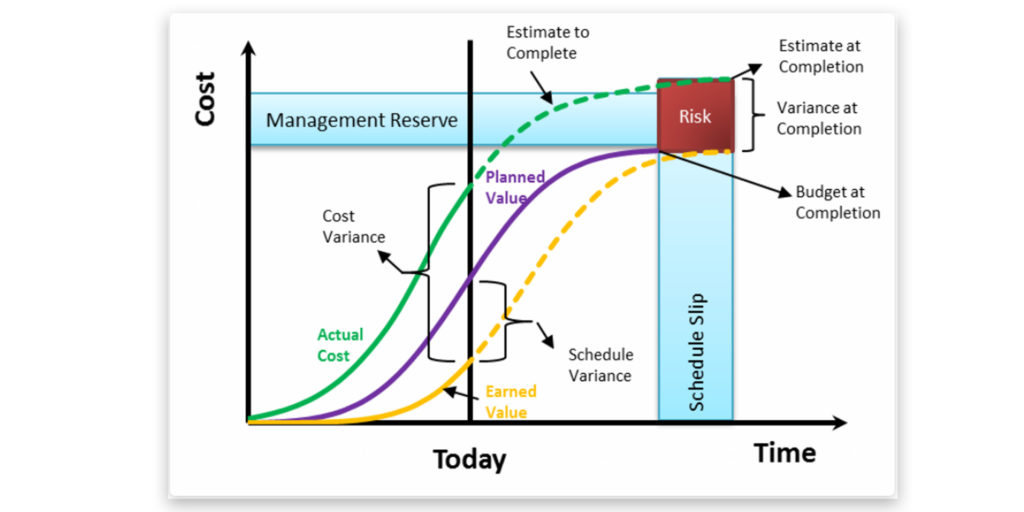 Estimate to
Complete
Estimate at
Completion
Cost
Management Reserve
Risk
Variance at
Completion
Planned
Value
Budget at
Completion
Cost
Variance
Actual
Cost
Schedule
Variance
Schedule Slip
Earned
Value
Today
Time